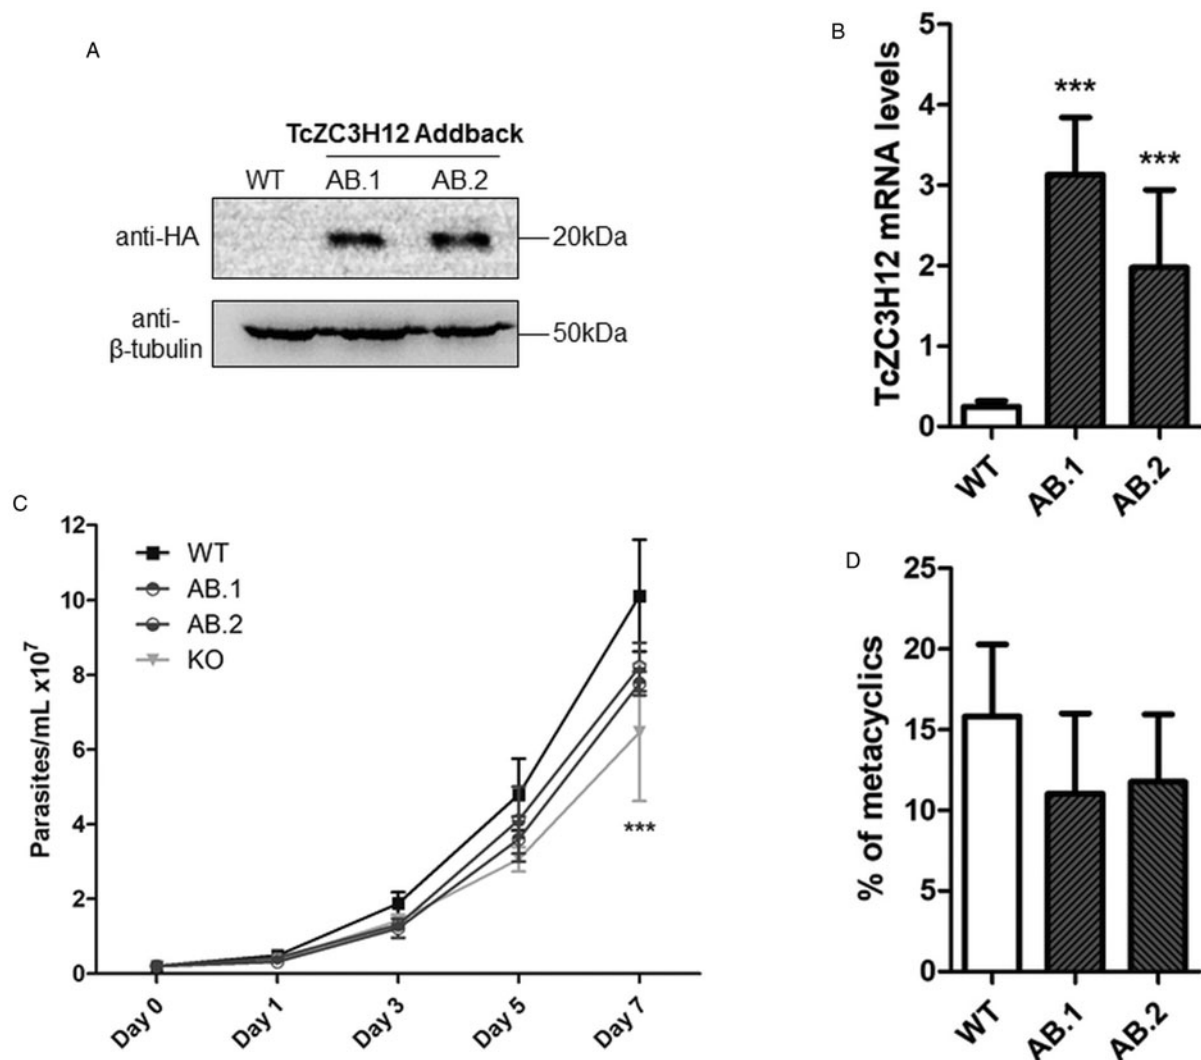 A
TcZC3H12 Addback
WT AB.1 AB.2
anti-HA
20kDa
anti-
β-tubulin
50kDa
B
TcZC3H12 mRNA levels
5
4
3
2
1
0
***
***
WT AB.1 AB.2
C
Parasites/mL x10⁷
12
10
8
6
4
2
0
WT
AB.1
AB.2
KO
***
Day 0 Day 1 Day 3 Day 5 Day 7
D
% of metacyclics
25
20
15
10
5
0
WT AB.1 AB.2